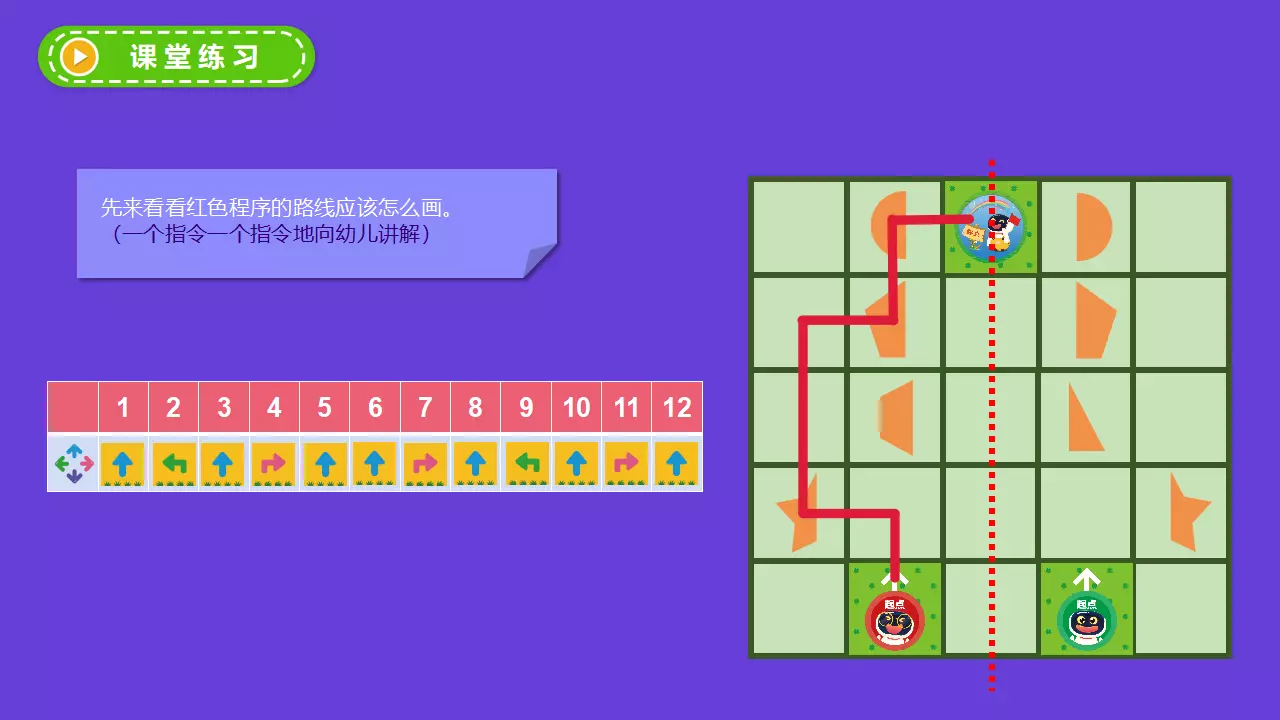 课堂练习
先来看看红色程序的路线应该怎么画。
（一个指令一个指令地向幼儿讲解）
1 2 3 4 5 6 7 8 9 10 11 12
起点 起点